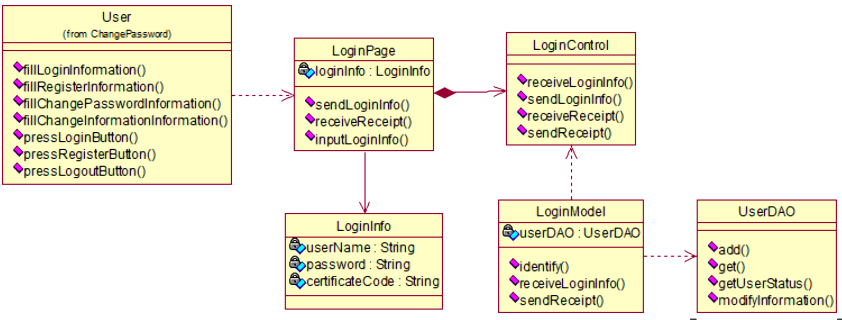 User
(from ChangePassword)
fillLoginInformation()
fillRegisterInformation()
fillChangePasswordInformation()
fillChangeInformationInformation()
pressLoginButton()
pressRegisterButton()
pressLogoutButton()
LoginPage
loginInfo : LoginInfo
sendLoginInfo()
receiveReceipt()
inputLoginInfo()
LoginControl
receiveLoginInfo()
sendLoginInfo()
receiveReceipt()
sendReceipt()
LoginInfo
userName : String
password : String
certificateCode : String
LoginModel
userDAO : UserDAO
identify()
receiveLoginInfo()
sendReceipt()
UserDAO
add()
get()
getUserStatus()
modifyInformation()